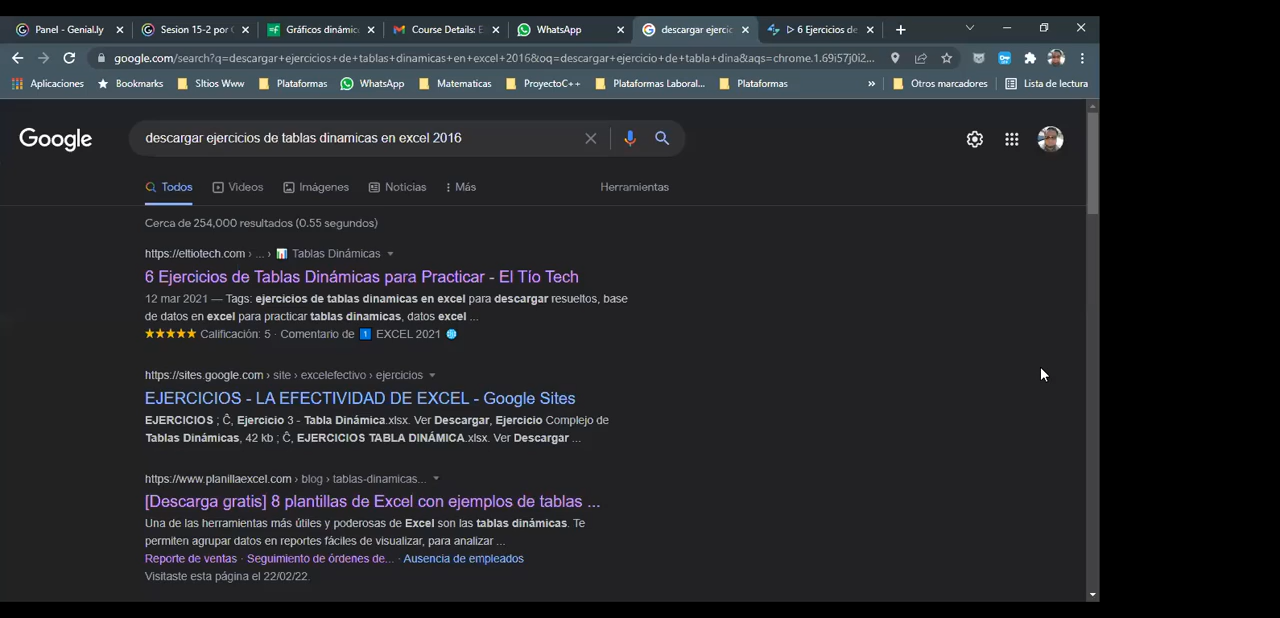 Panel - Genial.ly
Sesion 15-2 por
Gráficos dinámic
Course Details: E
WhatsApp
descargar ejercic
▷ 6 Ejercicios de
google.com/search?q=descargar+ejercicios+de+tablas+dinamicas+en+excel+2016&oq=descargar+ejercicio+de+tabla+dina&aqs=chrome.1.69i57j0i2...
Aplicaciones
Bookmarks
SItios Www
Plataformas
WhatsApp
Matematicas
ProyectoC++
Plataformas Laboral...
Plataformas
»
Otros marcadores
Lista de lectura
Google
descargar ejercicios de tablas dinamicas en excel 2016
Todos
Videos
Imágenes
Noticias
Más
Herramientas
Cerca de 254,000 resultados (0.55 segundos)
https://eltiotech.com › ... › 📊 Tablas Dinámicas
6 Ejercicios de Tablas Dinámicas para Practicar - El Tío Tech
12 mar 2021 — Tags: ejercicios de tablas dinamicas en excel para descargar resueltos, base
de datos en excel para practicar tablas dinamicas, datos excel ...
★★★★★ Calificación: 5 · Comentario de 1 EXCEL 2021
https://sites.google.com › site › excelefectivo › ejercicios
EJERCICIOS - LA EFECTIVIDAD DE EXCEL - Google Sites
EJERCICIOS ; Ĉ, Ejercicio 3 - Tabla Dinámica.xlsx. Ver Descargar, Ejercicio Complejo de
Tablas Dinámicas, 42 kb ; Ĉ, EJERCICIOS TABLA DINÁMICA.xlsx. Ver Descargar ...
https://www.planillaexcel.com › blog › tablas-dinamicas...
[Descarga gratis] 8 plantillas de Excel con ejemplos de tablas ...
Una de las herramientas más útiles y poderosas de Excel son las tablas dinámicas. Te
permiten agrupar datos en reportes fáciles de visualizar, para analizar ...
Reporte de ventas · Seguimiento de órdenes de... · Ausencia de empleados
Visitaste esta página el 22/02/22.